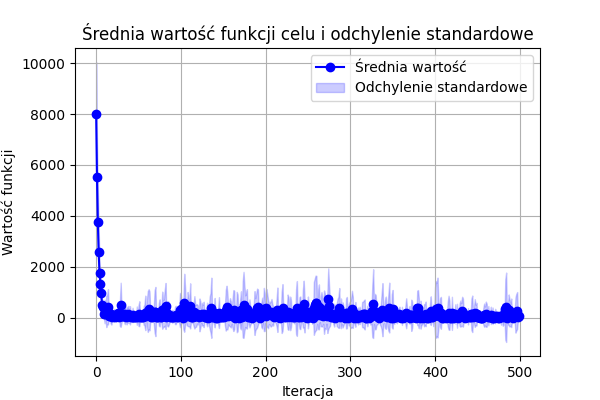 Średnia wartość funkcji celu i odchylenie standardowe
Średnia wartość
Odchylenie standardowe
Wartość funkcji
10000
8000
6000
4000
2000
0
0 100 200 300 400 500
Iteracja